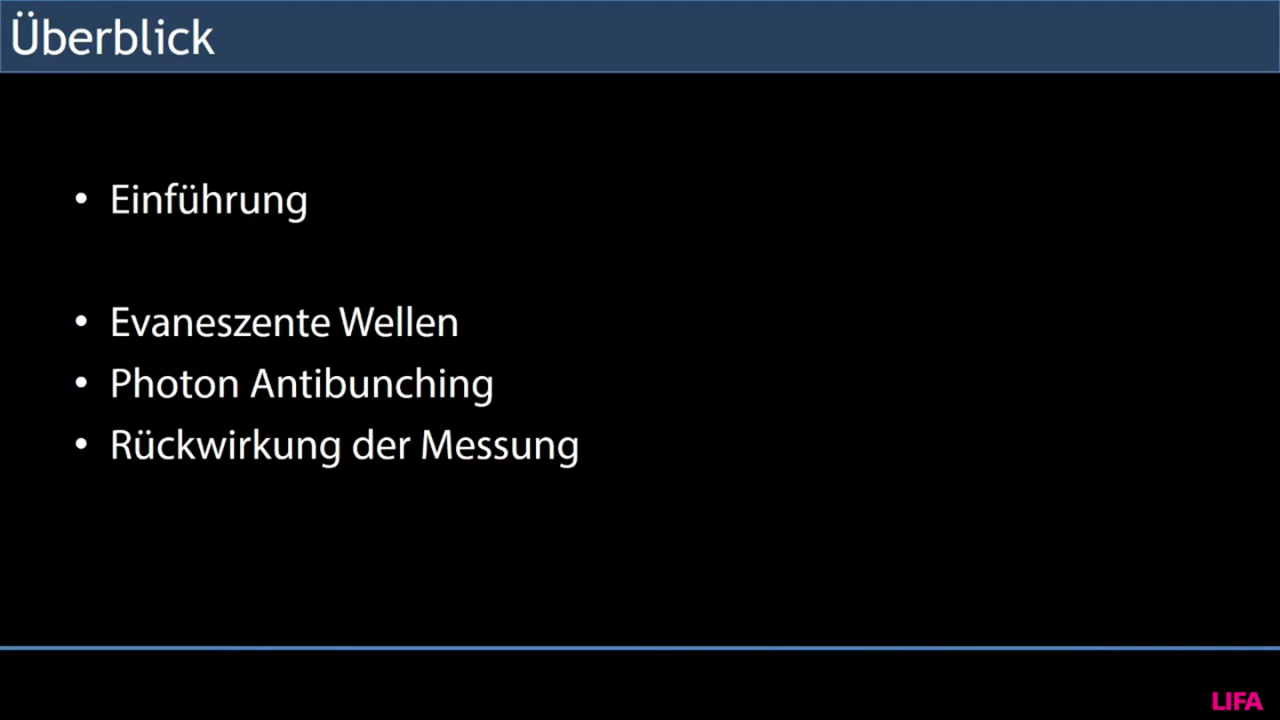 Überblick
• Einführung
• Evaneszente Wellen
• Photon Antibunching
• Rückwirkung der Messung
LIFA